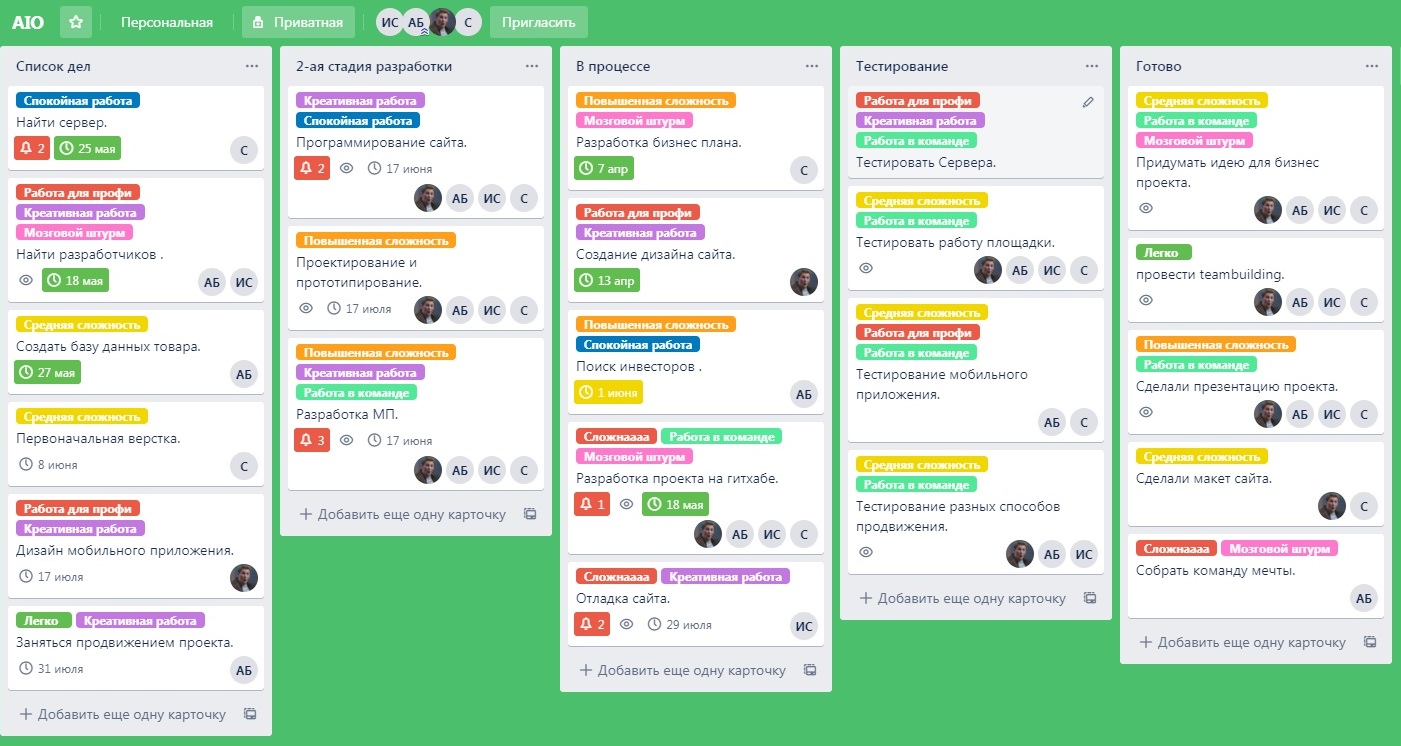 AIO
Персональная
Приватная
ИС АБ С
Пригласить
Список дел
Спокойная работа
Найти сервер.
2 25 мая С
Работа для профи
Креативная работа
Мозговой штурм
Найти разработчиков .
18 мая АБ ИС
Средняя сложность
Создать базу данных товара.
27 мая АБ
Средняя сложность
Первоначальная верстка.
8 июня С
Работа для профи
Креативная работа
Дизайн мобильного приложения.
17 июля
Легко Креативная работа
Заняться продвижением проекта.
31 июля АБ
+ Добавить еще одну карточку
2-ая стадия разработки
Креативная работа
Спокойная работа
Программирование сайта.
2 17 июня
АБ ИС С
Повышенная сложность
Проектирование и
прототипирование.
17 июля АБ ИС С
Повышенная сложность
Креативная работа
Работа в команде
Разработка МП.
3 17 июня
АБ ИС С
+ Добавить еще одну карточку
В процессе
Повышенная сложность
Мозговой штурм
Разработка бизнес плана.
7 апр С
Работа для профи
Креативная работа
Создание дизайна сайта.
13 апр
Повышенная сложность
Спокойная работа
Поиск инвесторов .
1 июня АБ
Сложнаааа Работа в команде
Мозговой штурм
Разработка проекта на гитхабе.
1 18 мая
АБ ИС С
Сложнаааа Креативная работа
Отладка сайта.
2 29 июля ИС
+ Добавить еще одну карточку
Тестирование
Работа для профи
Креативная работа
Работа в команде
Тестировать Сервера.
Средняя сложность
Работа в команде
Тестировать работу площадки.
АБ ИС С
Средняя сложность
Работа для профи
Работа в команде
Тестирование мобильного
приложения.
АБ С
Средняя сложность
Работа в команде
Тестирование разных способов
продвижения.
АБ ИС
+ Добавить еще одну карточку
Готово
Средняя сложность
Работа в команде
Мозговой штурм
Придумать идею для бизнес
проекта.
АБ ИС С
Легко
провести teambuilding.
АБ ИС С
Повышенная сложность
Работа в команде
Сделали презентацию проекта.
АБ ИС С
Средняя сложность
Сделали макет сайта.
С
Сложнаааа Мозговой штурм
Собрать команду мечты.
АБ
+ Добавить еще одну карточку